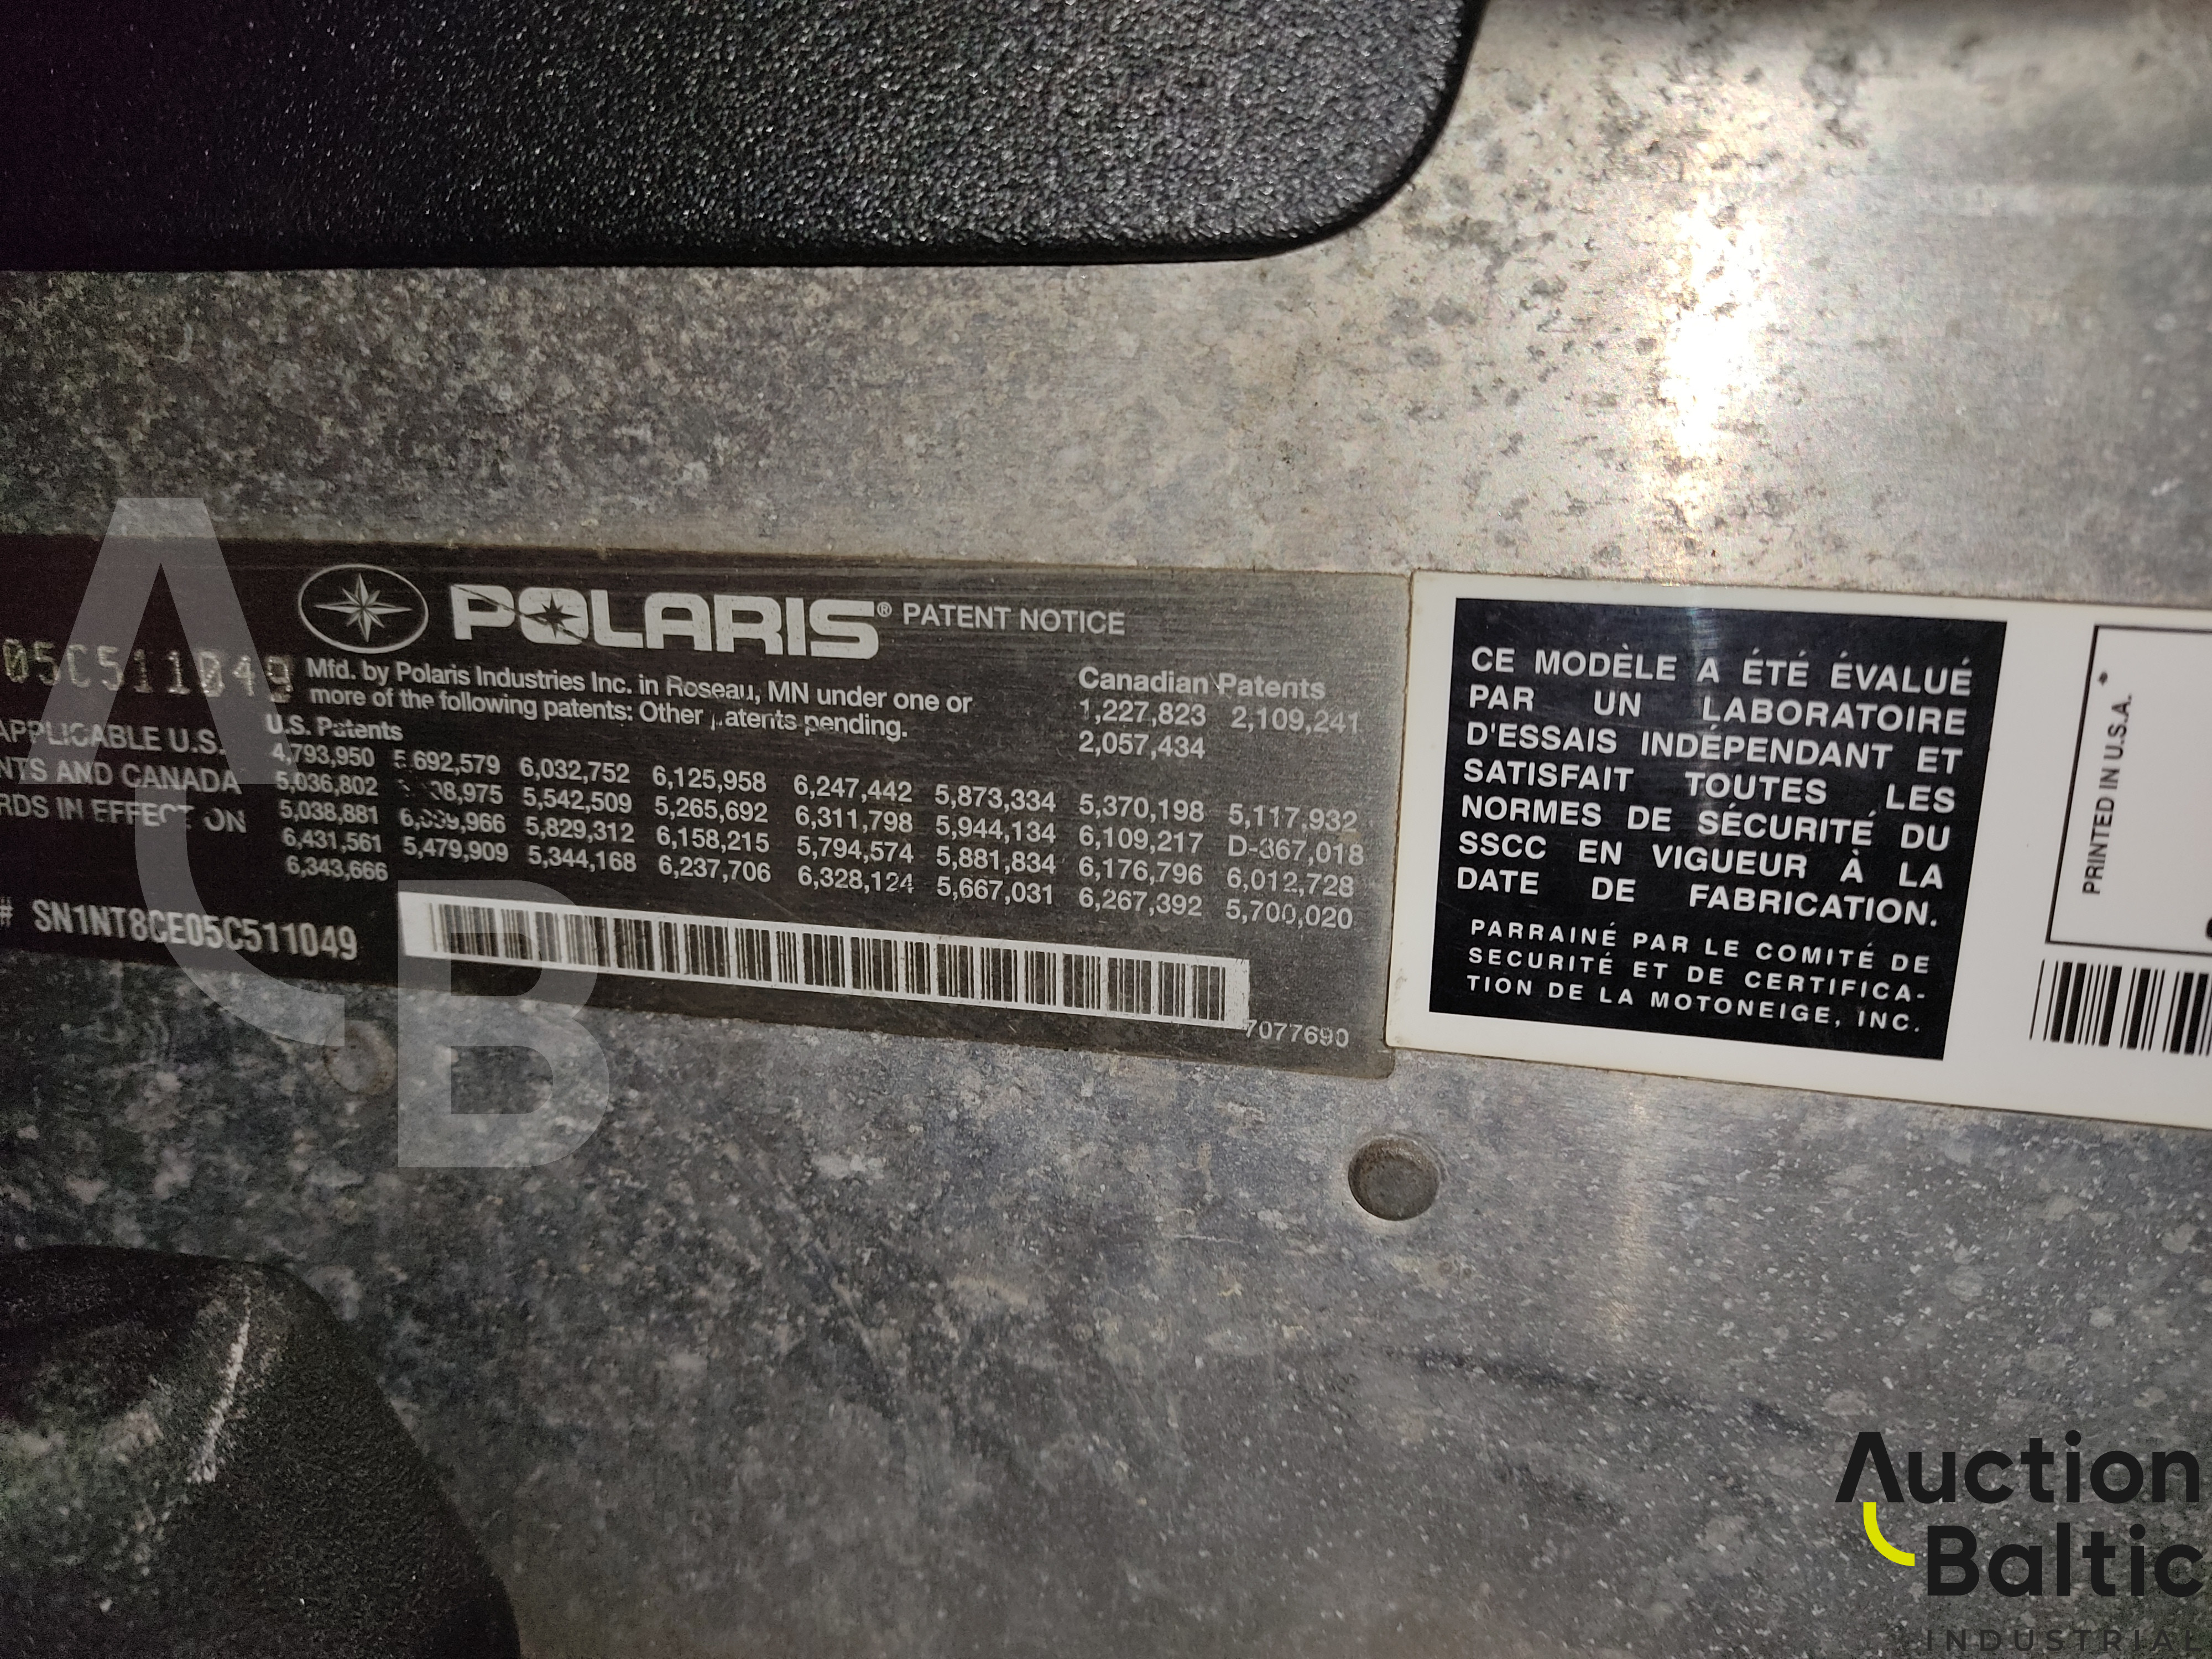 POLARIS® PATENT NOTICE
05C511049
Mfd. by Polaris Industries Inc. in Roseau, MN under one or
more of the following patents: Other patents pending.
Canadian Patents
1,227,823 2,109,241
2,057,434
APPLICABLE U.S.
NTS AND CANADA
RDS IN EFFECT ON
U.S. Patents
4,793,950 5,692,579 6,032,752 6,125,958 6,247,442 5,873,334 5,370,198 5,117,932
5,036,802 5,542,509 5,265,692 6,311,798 5,944,134 6,109,217 D-367,018
5,038,881 5,829,312 6,158,215 5,794,574 5,881,834 6,176,796 6,012,728
6,431,561 5,479,909 5,344,168 6,237,706 6,328,124 5,667,031 6,267,392 5,700,020
6,343,666
# SN1NT8CE05C511049
7077690
CE MODÈLE A ÉTÉ ÉVALUÉ
PAR UN LABORATOIRE
D'ESSAIS INDÉPENDANT ET
SATISFAIT TOUTES LES
NORMES DE SÉCURITÉ DU
SSCC EN VIGUEUR À LA
DATE DE FABRICATION.
PARRAINÉ PAR LE COMITÉ DE
SECURITÉ ET DE CERTIFICA-
TION DE LA MOTONEIGE, INC.
PRINTED IN U.S.A.
AB
Auction
Baltic
INDUSTRIAL